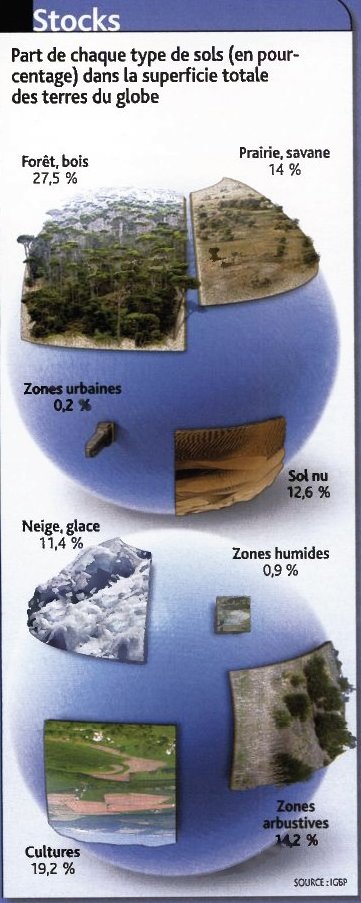 Stocks
Part de chaque type de sols (en pour-
centage) dans la superficie totale
des terres du globe
Forêt, bois
27,5 %
Prairie, savane
14 %
Zones urbaines
0,2 %
Sol nu
12,6 %
Neige, glace
11,4 %
Zones humides
0,9 %
Zones
arbustives
14,2 %
Cultures
19,2 %
SOURCE : IGBP